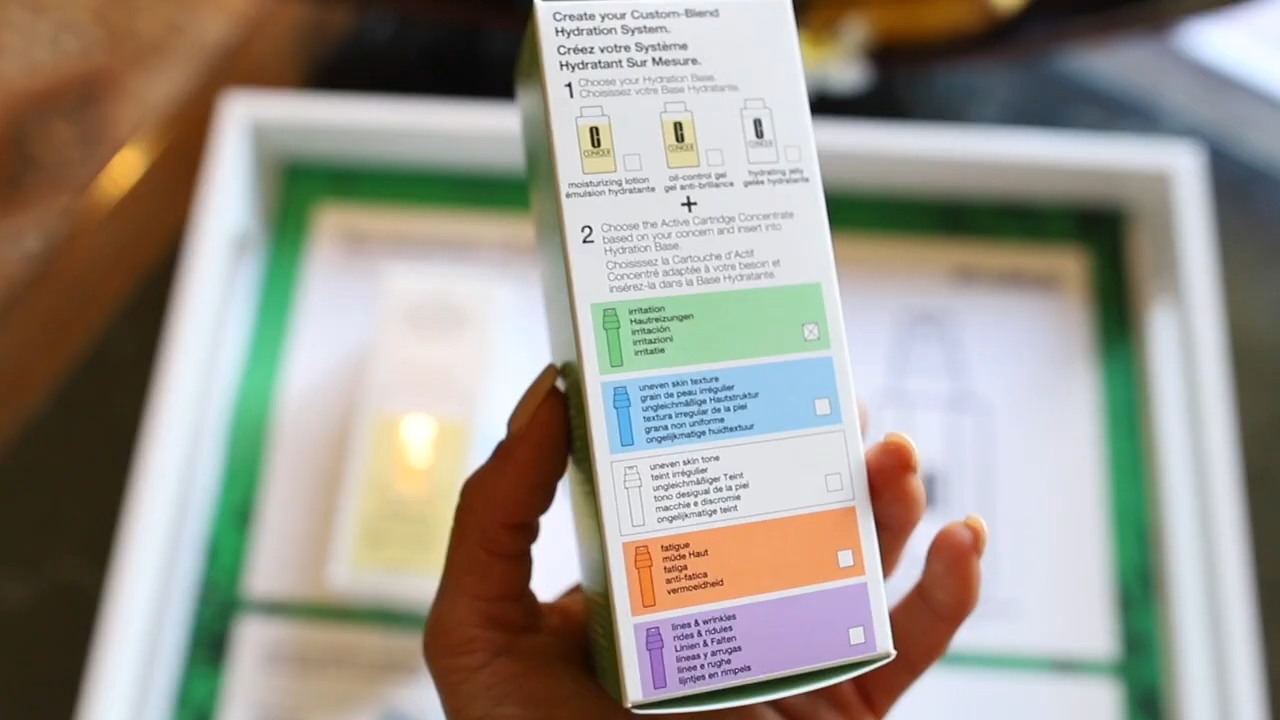 Create your Custom-Blend
Hydration System.
Créez votre Système
Hydratant Sur Mesure.
1 Choose your Hydration Base.
Choisissez votre Base Hydratante.
C
CLINIQUE
C
CLINIQUE
C
CLINIQUE
moisturizing lotion
émulsion hydratante
oil-control gel
gel anti-brillance
hydrating jelly
gelée hydratante
+
2 Choose the Active Cartridge Concentrate
based on your concern and insert into
Hydration Base.
Choisissez la Cartouche d'Actif
Concentré adaptée à votre besoin et
insérez-la dans la Base Hydratante.
irritation
Hautreizungen
irritación
irritazioni
irritatie
uneven skin texture
grain de peau irrégulier
ungleichmäßige Hautstruktur
textura irregular de la piel
grana non uniforme
ongelijkmatige huidtextuur
uneven skin tone
teint irrégulier
ungleichmäßiger Teint
tono desigual de la piel
macchie e discromie
ongelijkmatige teint
fatigue
müde Haut
fatiga
anti-fatica
vermoeidheid
lines & wrinkles
rides & ridules
Linien & Falten
líneas y arrugas
linee e rughe
lijntjes en rimpels